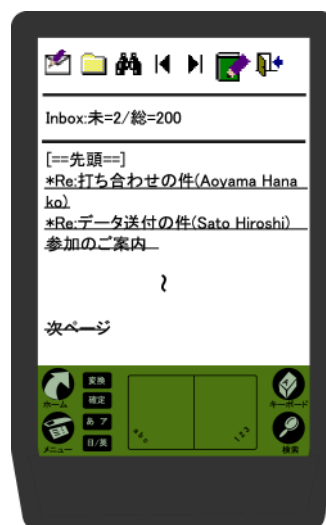 Inbox:未=2/総=200
[==先頭==]
*Re:打ち合わせの件(Aoyama Hana
ko)
*Re:データ送付の件(Sato Hiroshi)
参加のご案内
~
次ページ
変換
確定
ホーム
キーボード
あ ア
日/英
メニュー
abc
123
検索